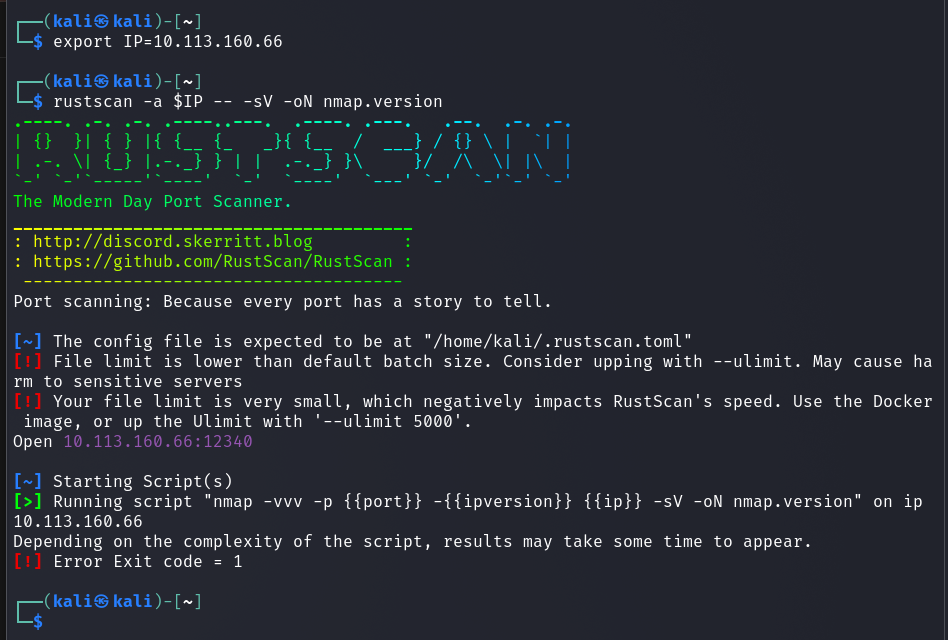 ┌──(kali㉿kali)-[~]
└─$ export IP=10.113.160.66
┌──(kali㉿kali)-[~]
└─$ rustscan -a $IP -- -sV -oN nmap.version
.----. .-. .-. .----..---.  .----. .---.   .--.  .-. .-.
| {}  }| { } |{ {__ {_   _}{ {__  /  ___} / {} \ |  `| |
| .-. \| {_} |.-._} } | |  .-._} }\     }/  /\  \| |\  |
`-' `-'`-----'`----'  `-'  `----'  `---' `-'  `-'`-' `-'
The Modern Day Port Scanner.
________________________________________
: http://discord.skerritt.blog         :
: https://github.com/RustScan/RustScan :
 --------------------------------------
Port scanning: Because every port has a story to tell.
[~] The config file is expected to be at "/home/kali/.rustscan.toml"
[!] File limit is lower than default batch size. Consider upping with --ulimit. May cause ha
rm to sensitive servers
[!] Your file limit is very small, which negatively impacts RustScan's speed. Use the Docker
 image, or up the Ulimit with '--ulimit 5000'.
Open 10.113.160.66:12340
[~] Starting Script(s)
[>] Running script "nmap -vvv -p {{port}} -{{ipversion}} {{ip}} -sV -oN nmap.version" on ip
10.113.160.66
Depending on the complexity of the script, results may take some time to appear.
[!] Error Exit code = 1
┌──(kali㉿kali)-[~]
└─$